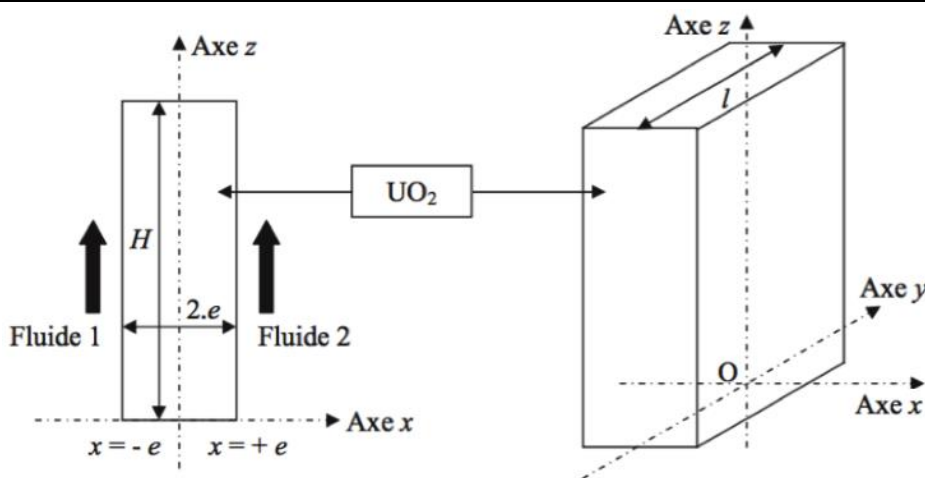 Axe z
H
2.e
Fluide 1
Fluide 2
Axe x
x = - e
x = + e
UO₂
Axe z
l
Axe y
O
Axe x